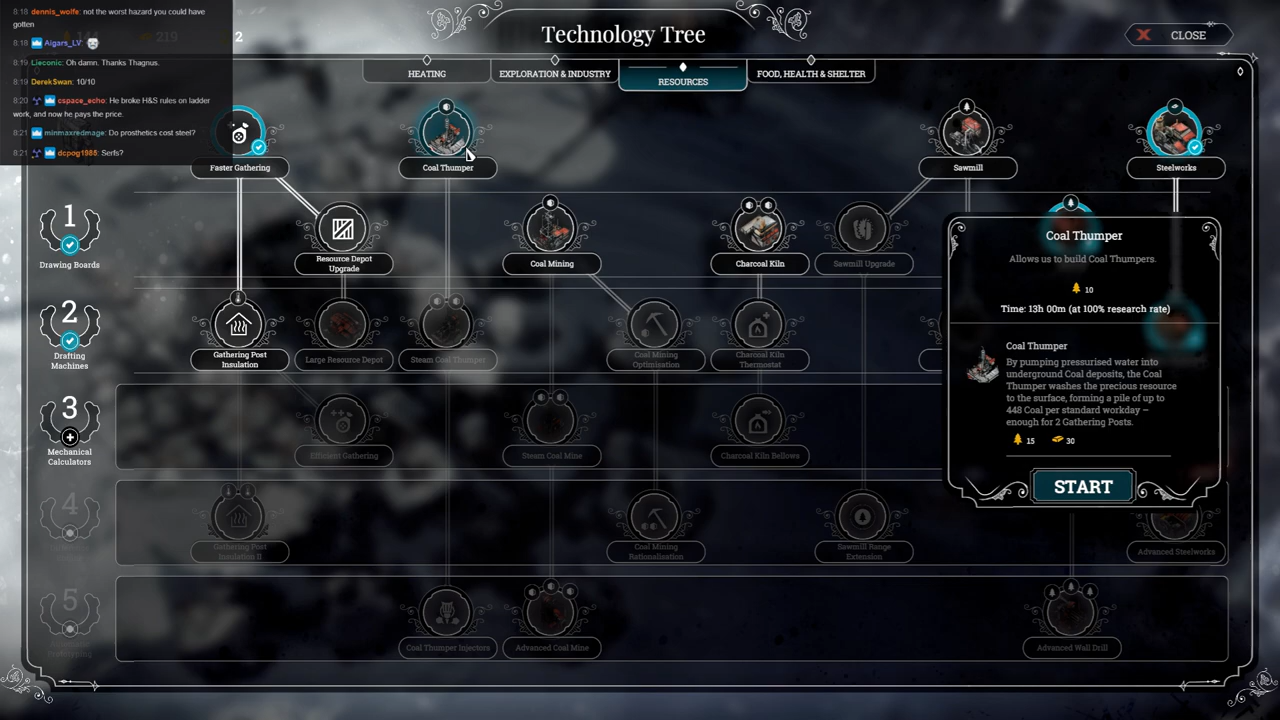 8:18 dennis_wolfe: not the worst hazard you could have
gotten
8:18 Aigars_LV:
8:19 Lieconic: Oh damn. Thanks Thagnus.
8:19 DerekSwan: 10/10
8:20 cspace_echo: He broke H&S rules on ladder
work, and now he pays the price.
8:21 minmaxredmage: Do prosthetics cost steel?
8:21 dcpog1985: Serfs?
219
2
Technology Tree
CLOSE
HEATING
EXPLORATION & INDUSTRY
RESOURCES
FOOD, HEALTH & SHELTER
Faster Gathering
Coal Thumper
Sawmill
Steelworks
1
Drawing Boards
Resource Depot
Upgrade
Coal Mining
Charcoal Kiln
Sawmill Upgrade
2
Drafting
Machines
Gathering Post
Insulation
Large Resource Depot
Steam Coal Thumper
Coal Mining
Optimisation
Charcoal Kiln
Thermostat
3
Mechanical
Calculators
Efficient Gathering
Steam Coal Mine
Charcoal Kiln Bellows
4
Gathering Post
Insulation II
Coal Mining
Rationalisation
Sawmill Range
Extension
Advanced Steelworks
5
Coal Thumper Injectors
Advanced Coal Mine
Advanced Wall Drill
Coal Thumper
Allows us to build Coal Thumpers.
10
Time: 13h 00m (at 100% research rate)
Coal Thumper
By pumping pressurised water into
underground Coal deposits, the Coal
Thumper washes the precious resource
to the surface, forming a pile of up to
448 Coal per standard workday –
enough for 2 Gathering Posts.
15 30
START